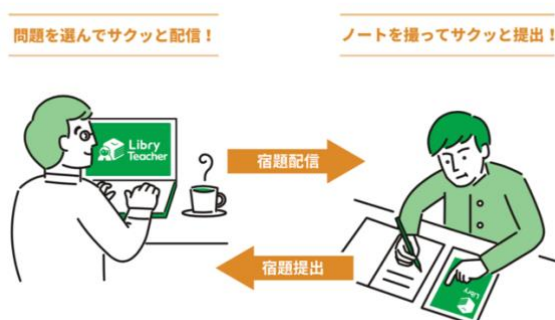 問題を選んでサクッと配信！
ノートを撮ってサクッと提出！
Libry
Teacher
宿題配信
宿題提出
Libry